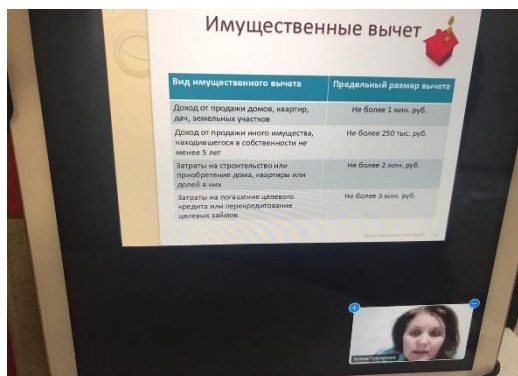 Имущественные вычет
Вид имущественного вычета
Предельный размер вычета
Доход от продажи домов, квартир,
дач, земельных участков
Не более 1 млн. руб.
Доход от продажи иного имущества,
находившегося в собственности не
менее 5 лет
Не более 250 тыс. руб.
Затраты на строительство или
приобретение дома, квартиры или
долей в них
Не более 2 млн. руб.
Затраты на погашение целевого
кредита или перекредитование
целевых займов
Не более 3 млн. руб.